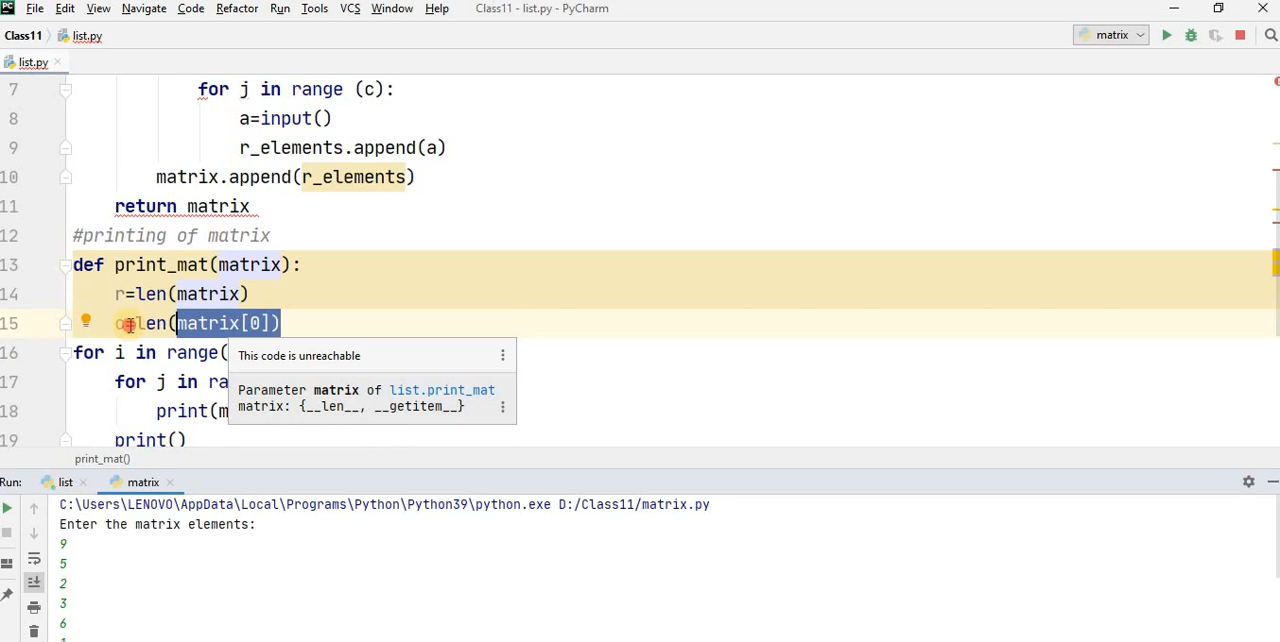 PC File Edit View Navigate Code Refactor Run Tools VCS Window Help Class11 - list.py - PyCharm
Class11 list.py matrix
list.py
7 for j in range (c):
8 a=input()
9 r_elements.append(a)
10 matrix.append(r_elements)
11 return matrix
12 #printing of matrix
13 def print_mat(matrix):
14 r=len(matrix)
15 len(matrix[0])
16 for i in range(
17 for j in ra
18 print(m
19 print()
This code is unreachable
Parameter matrix of list.print_mat
matrix: {__len__, __getitem__}
print_mat()
Run: list matrix
C:\Users\LENOVO\AppData\Local\Programs\Python\Python39\python.exe D:/Class11/matrix.py
Enter the matrix elements:
9
5
2
3
6